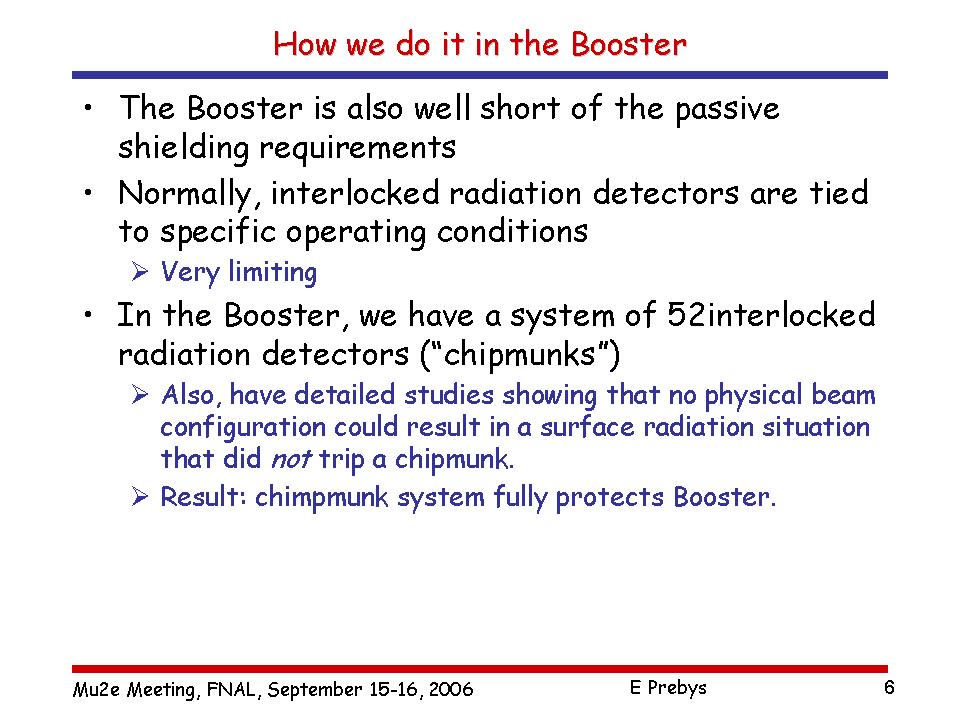 How we do it in the Booster
• The Booster is also well short of the passive
shielding requirements
• Normally, interlocked radiation detectors are tied
to specific operating conditions
➢ Very limiting
• In the Booster, we have a system of 52interlocked
radiation detectors (“chipmunks”)
➢ Also, have detailed studies showing that no physical beam
configuration could result in a surface radiation situation
that did not trip a chipmunk.
➢ Result: chimpmunk system fully protects Booster.
Mu2e Meeting, FNAL, September 15-16, 2006 E Prebys 6